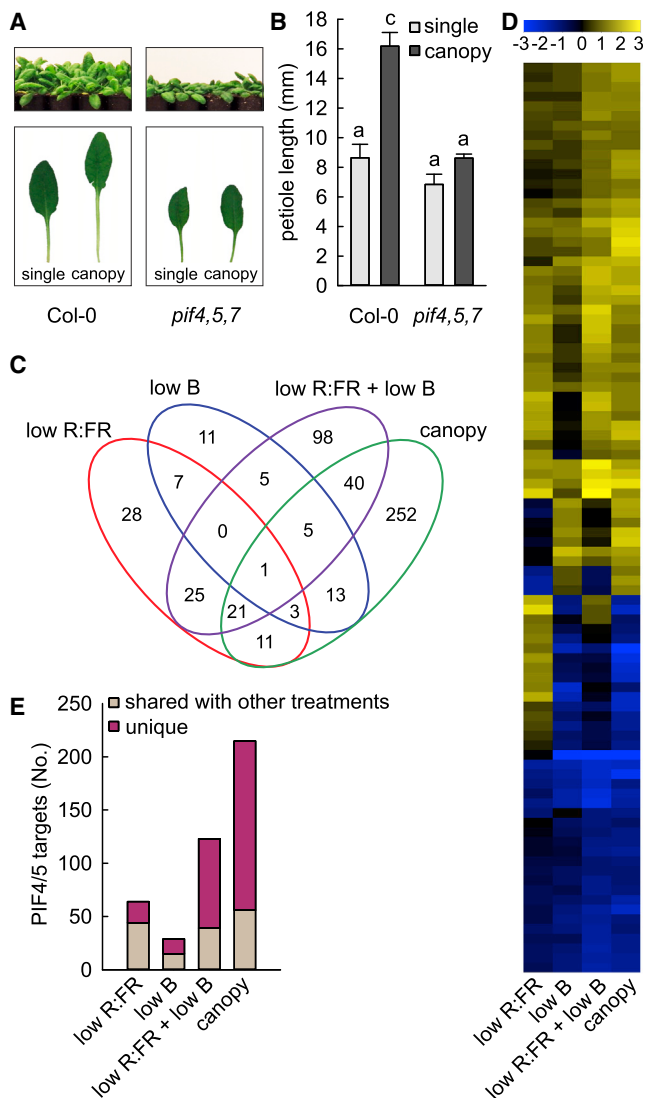 A
single canopy
Col-0
single canopy
pif4,5,7
B
petiole length (mm)
18
16
14
12
10
8
6
4
2
0
single
canopy
a
c
a
a
Col-0
pif4,5,7
C
low R:FR
low B
low R:FR + low B
canopy
11
98
7
5
40
28
0
5
252
1
25
21
3
13
11
D
-3 -2 -1 0 1 2 3
low R:FR
low B
low R:FR + low B
canopy
E
PIF4/5 targets (No.)
250
200
150
100
50
0
shared with other treatments
unique
low R:FR
low B
low R:FR + low B
canopy